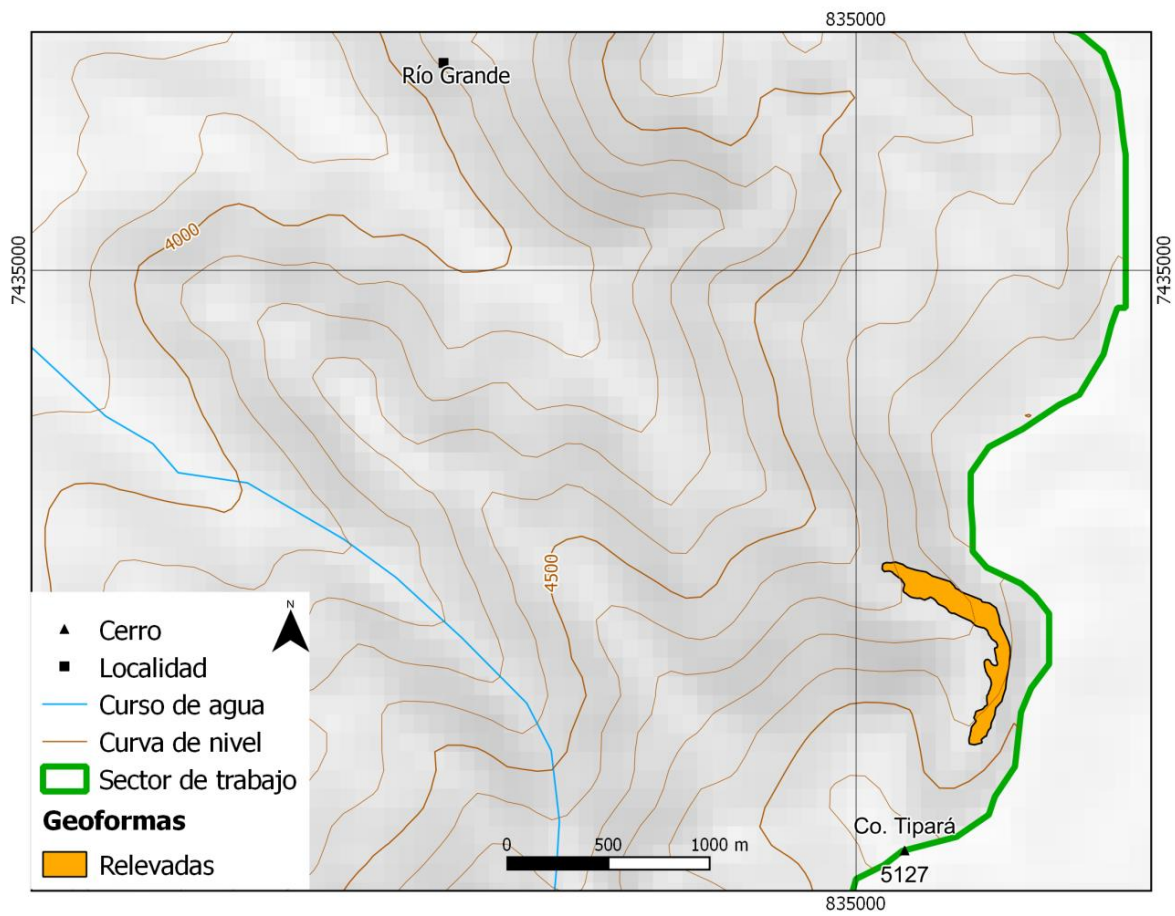 835000
Río Grande
4000
7435000
7435000
4500
N
Cerro
Localidad
Curso de agua
Curva de nivel
Sector de trabajo
Geoformas
Relevadas
0 500 1000 m
Co. Tipará
5127
835000